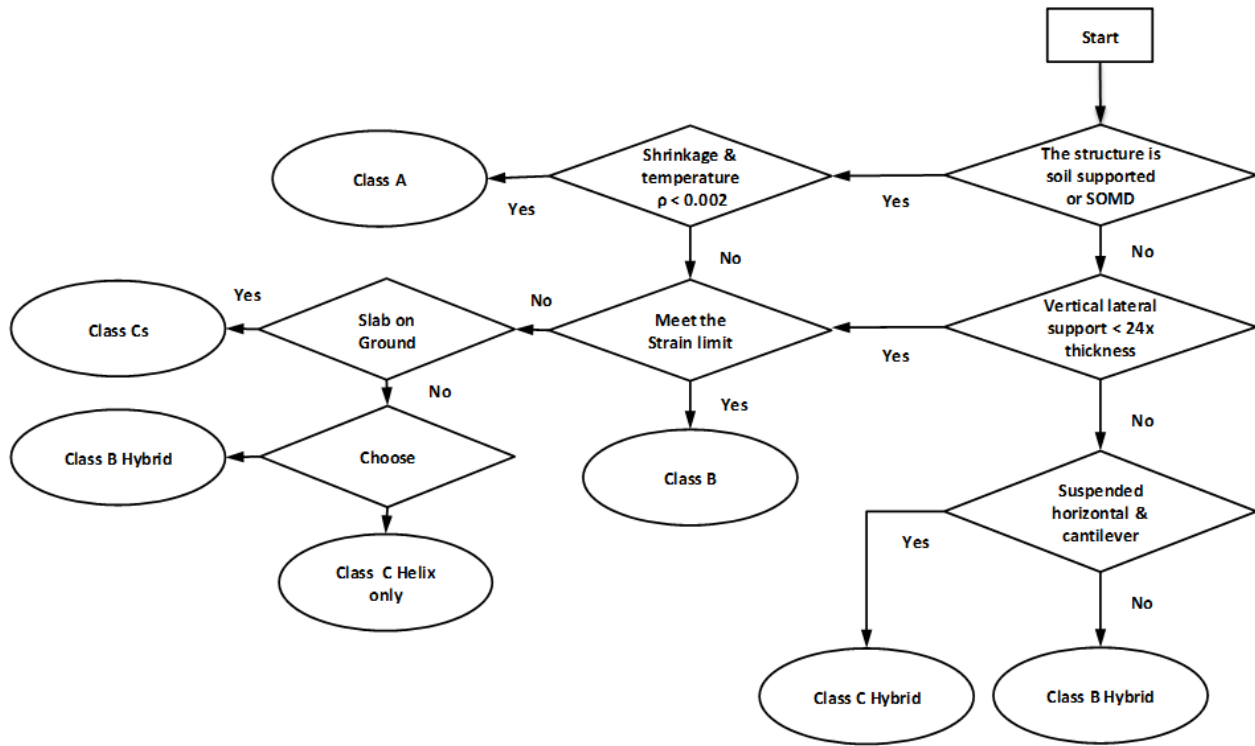 Start
The structure is
soil supported
or SOMD
Yes
No
Shrinkage &
temperature
ρ < 0.002
Yes
Class A
No
Vertical lateral
support < 24x
thickness
Yes
No
Meet the
Strain limit
No
Yes
Class B
Slab on
Ground
Yes
Class Cs
No
Choose
Class B Hybrid
Class  C Helix
only
Suspended
horizontal &
cantilever
Yes
No
Class C Hybrid
Class B Hybrid